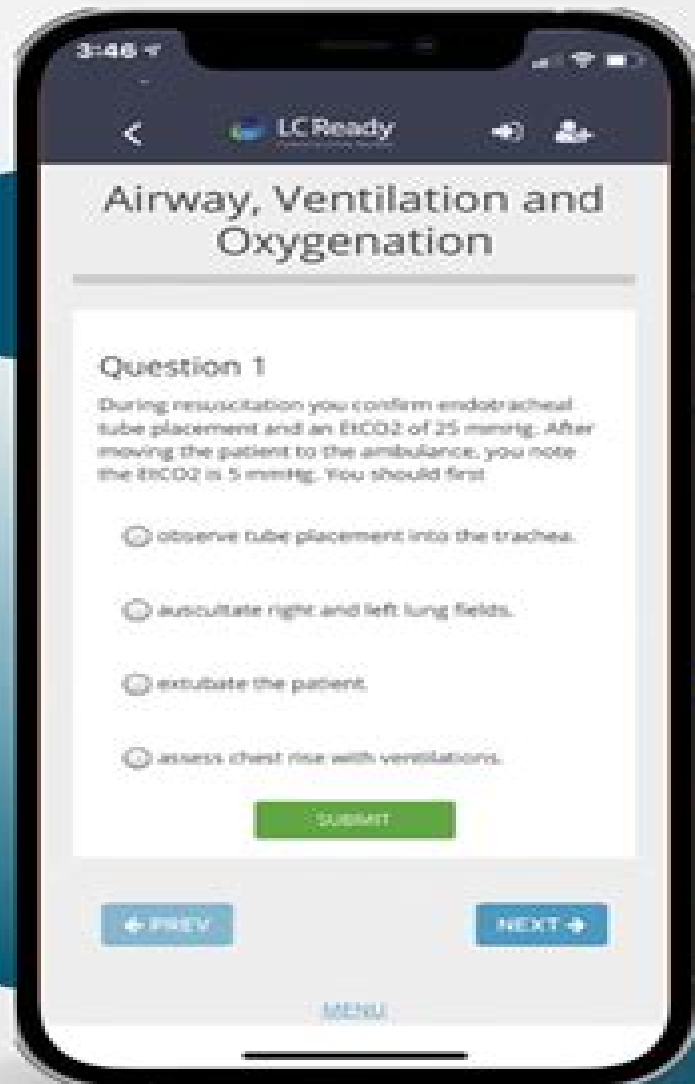 3:46
LC Ready
Airway, Ventilation and
Oxygenation
Question 1
During resuscitation you confirm endotracheal
tube placement and an EtCO2 of 25 mmHg. After
moving the patient to the ambulance, you note
the EtCO2 is 5 mmHg. You should first
observe tube placement into the trachea.
auscultate right and left lung fields.
extubate the patient.
assess chest rise with ventilations.
SUBMIT
PREV
NEXT
MENU